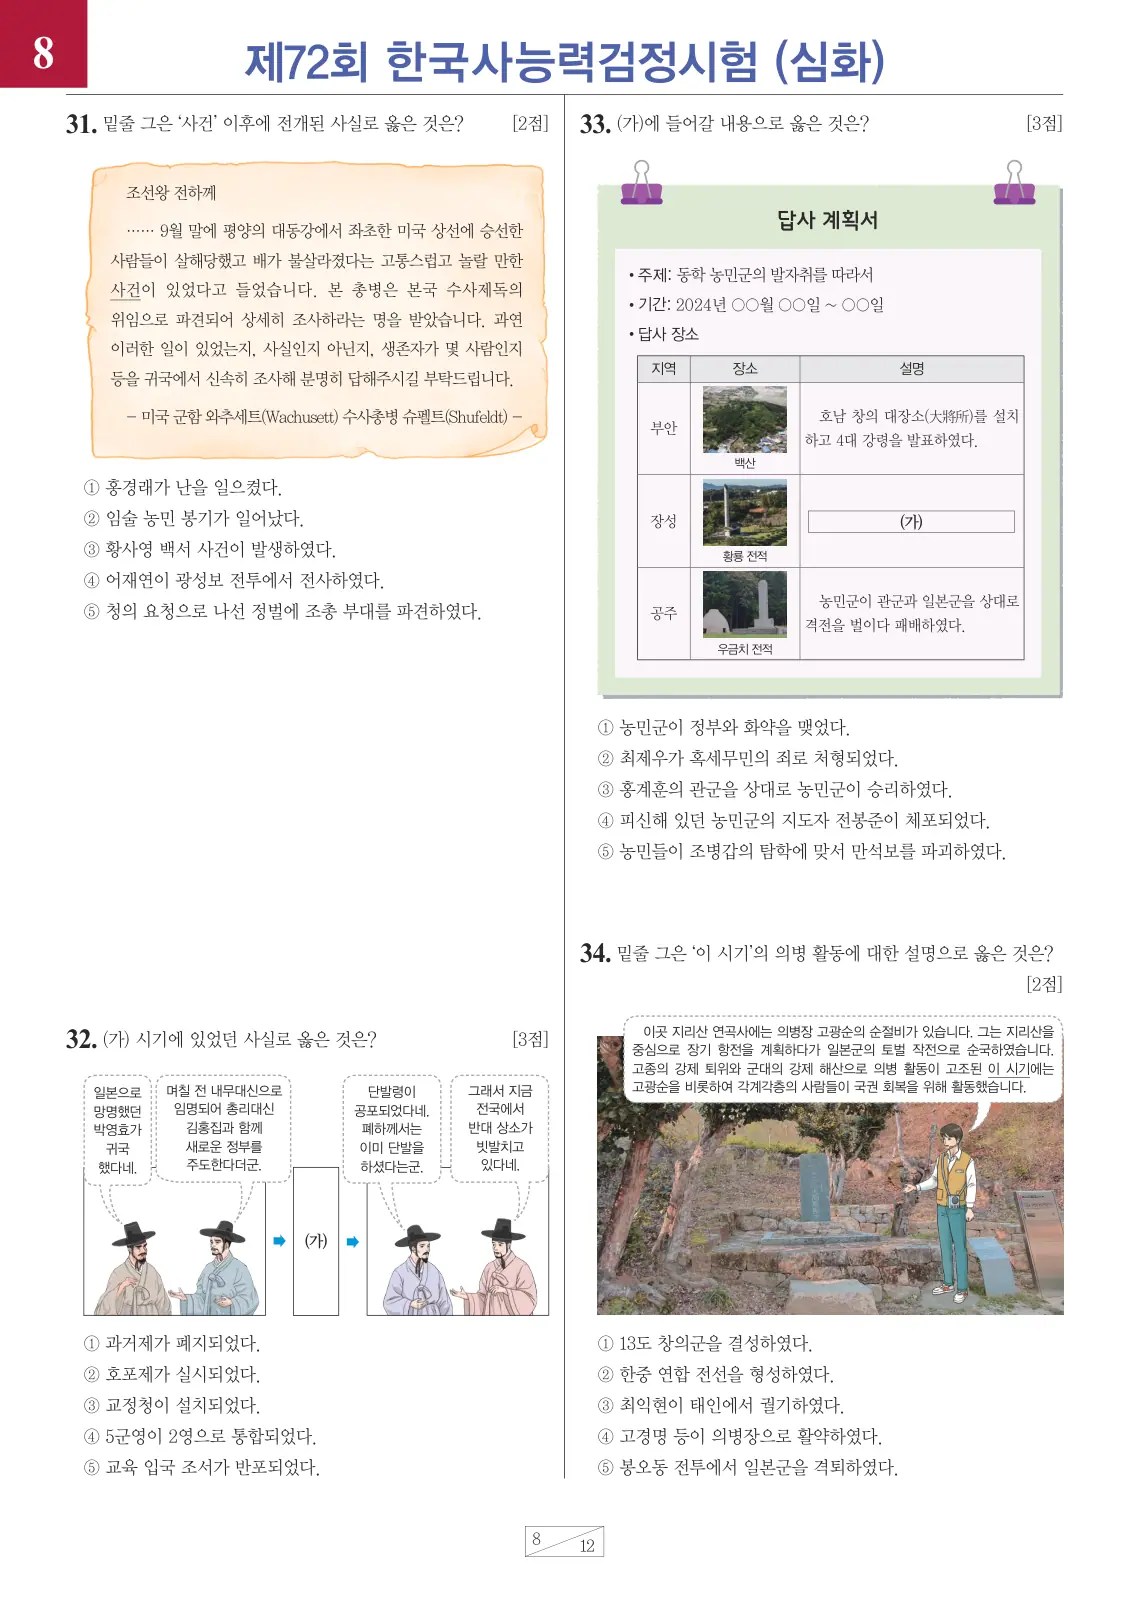 8
제72회 한국사능력검정시험 (심화)
31. 밑줄 그은 ‘사건’ 이후에 전개된 사실로 옳은 것은? [2점]
조선왕 전하께
…… 9월 말에 평양의 대동강에서 좌초한 미국 상선에 승선한
사람들이 살해당했고 배가 불살라졌다는 고통스럽고 놀랄 만한
사건이 있었다고 들었습니다. 본 총병은 본국 수사제독의
위임으로 파견되어 상세히 조사하라는 명을 받았습니다. 과연
이러한 일이 있었는지, 사실인지 아닌지, 생존자가 몇 사람인지
등을 귀국에서 신속히 조사해 분명히 답해주시길 부탁드립니다.
- 미국 군함 와추세트(Wachusett) 수사총병 슈펠트(Shufeldt) -
① 홍경래가 난을 일으켰다.
② 임술 농민 봉기가 일어났다.
③ 황사영 백서 사건이 발생하였다.
④ 어재연이 광성보 전투에서 전사하였다.
⑤ 청의 요청으로 나선 정벌에 조총 부대를 파견하였다.
32. (가) 시기에 있었던 사실로 옳은 것은? [3점]
일본으로
망명했던
박영효가
귀국
했다네.
며칠 전 내무대신으로
임명되어 총리대신
김홍집과 함께
새로운 정부를
주도한다더군.
(가)
단발령이
공포되었다네.
폐하께서는
이미 단발을
하셨다는군.
그래서 지금
전국에서
반대 상소가
빗발치고
있다네.
① 과거제가 폐지되었다.
② 호포제가 실시되었다.
③ 교정청이 설치되었다.
④ 5군영이 2영으로 통합되었다.
⑤ 교육 입국 조서가 반포되었다.
33. (가)에 들어갈 내용으로 옳은 것은? [3점]
답사 계획서
• 주제: 동학 농민군의 발자취를 따라서
• 기간: 2024년 ○○월 ○○일 ~ ○○일
• 답사 장소
지역 장소 설명
부안
백산
호남 창의 대장소(大將所)를 설치
하고 4대 강령을 발표하였다.
장성
황룡 전적
(가)
공주
우금치 전적
농민군이 관군과 일본군을 상대로
격전을 벌이다 패배하였다.
① 농민군이 정부와 화약을 맺었다.
② 최제우가 혹세무민의 죄로 처형되었다.
③ 홍계훈의 관군을 상대로 농민군이 승리하였다.
④ 피신해 있던 농민군의 지도자 전봉준이 체포되었다.
⑤ 농민들이 조병갑의 탐학에 맞서 만석보를 파괴하였다.
34. 밑줄 그은 ‘이 시기’의 의병 활동에 대한 설명으로 옳은 것은?
[2점]
이곳 지리산 연곡사에는 의병장 고광순의 순절비가 있습니다. 그는 지리산을
중심으로 장기 항전을 계획하다가 일본군의 토벌 작전으로 순국하였습니다.
고종의 강제 퇴위와 군대의 강제 해산으로 의병 활동이 고조된 이 시기에는
고광순을 비롯하여 각계각층의 사람들이 국권 회복을 위해 활동했습니다.
① 13도 창의군을 결성하였다.
② 한중 연합 전선을 형성하였다.
③ 최익현이 태인에서 궐기하였다.
④ 고경명 등이 의병장으로 활약하였다.
⑤ 봉오동 전투에서 일본군을 격퇴하였다.
8
12